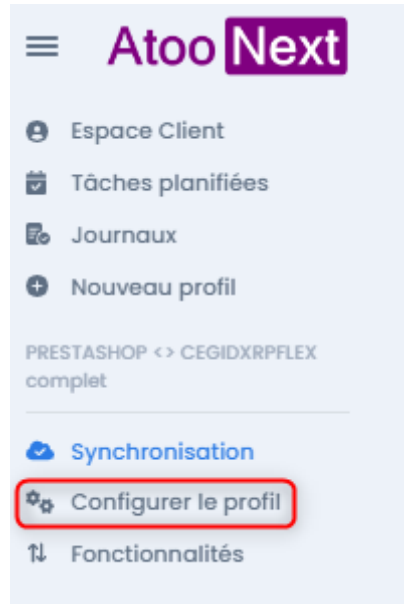 Atoo Next
Espace Client
Tâches planifiées
Journaux
Nouveau profil
PRESTASHOP <> CEGIDXRPFLEX
complet
Synchronisation
Configurer le profil
Fonctionnalités